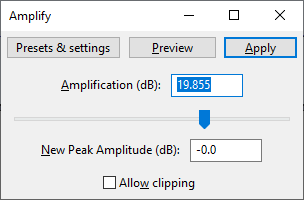 Amplify
Presets & settings Preview Apply
Amplification (dB): 19.855
New Peak Amplitude (dB): -0.0
Allow clipping